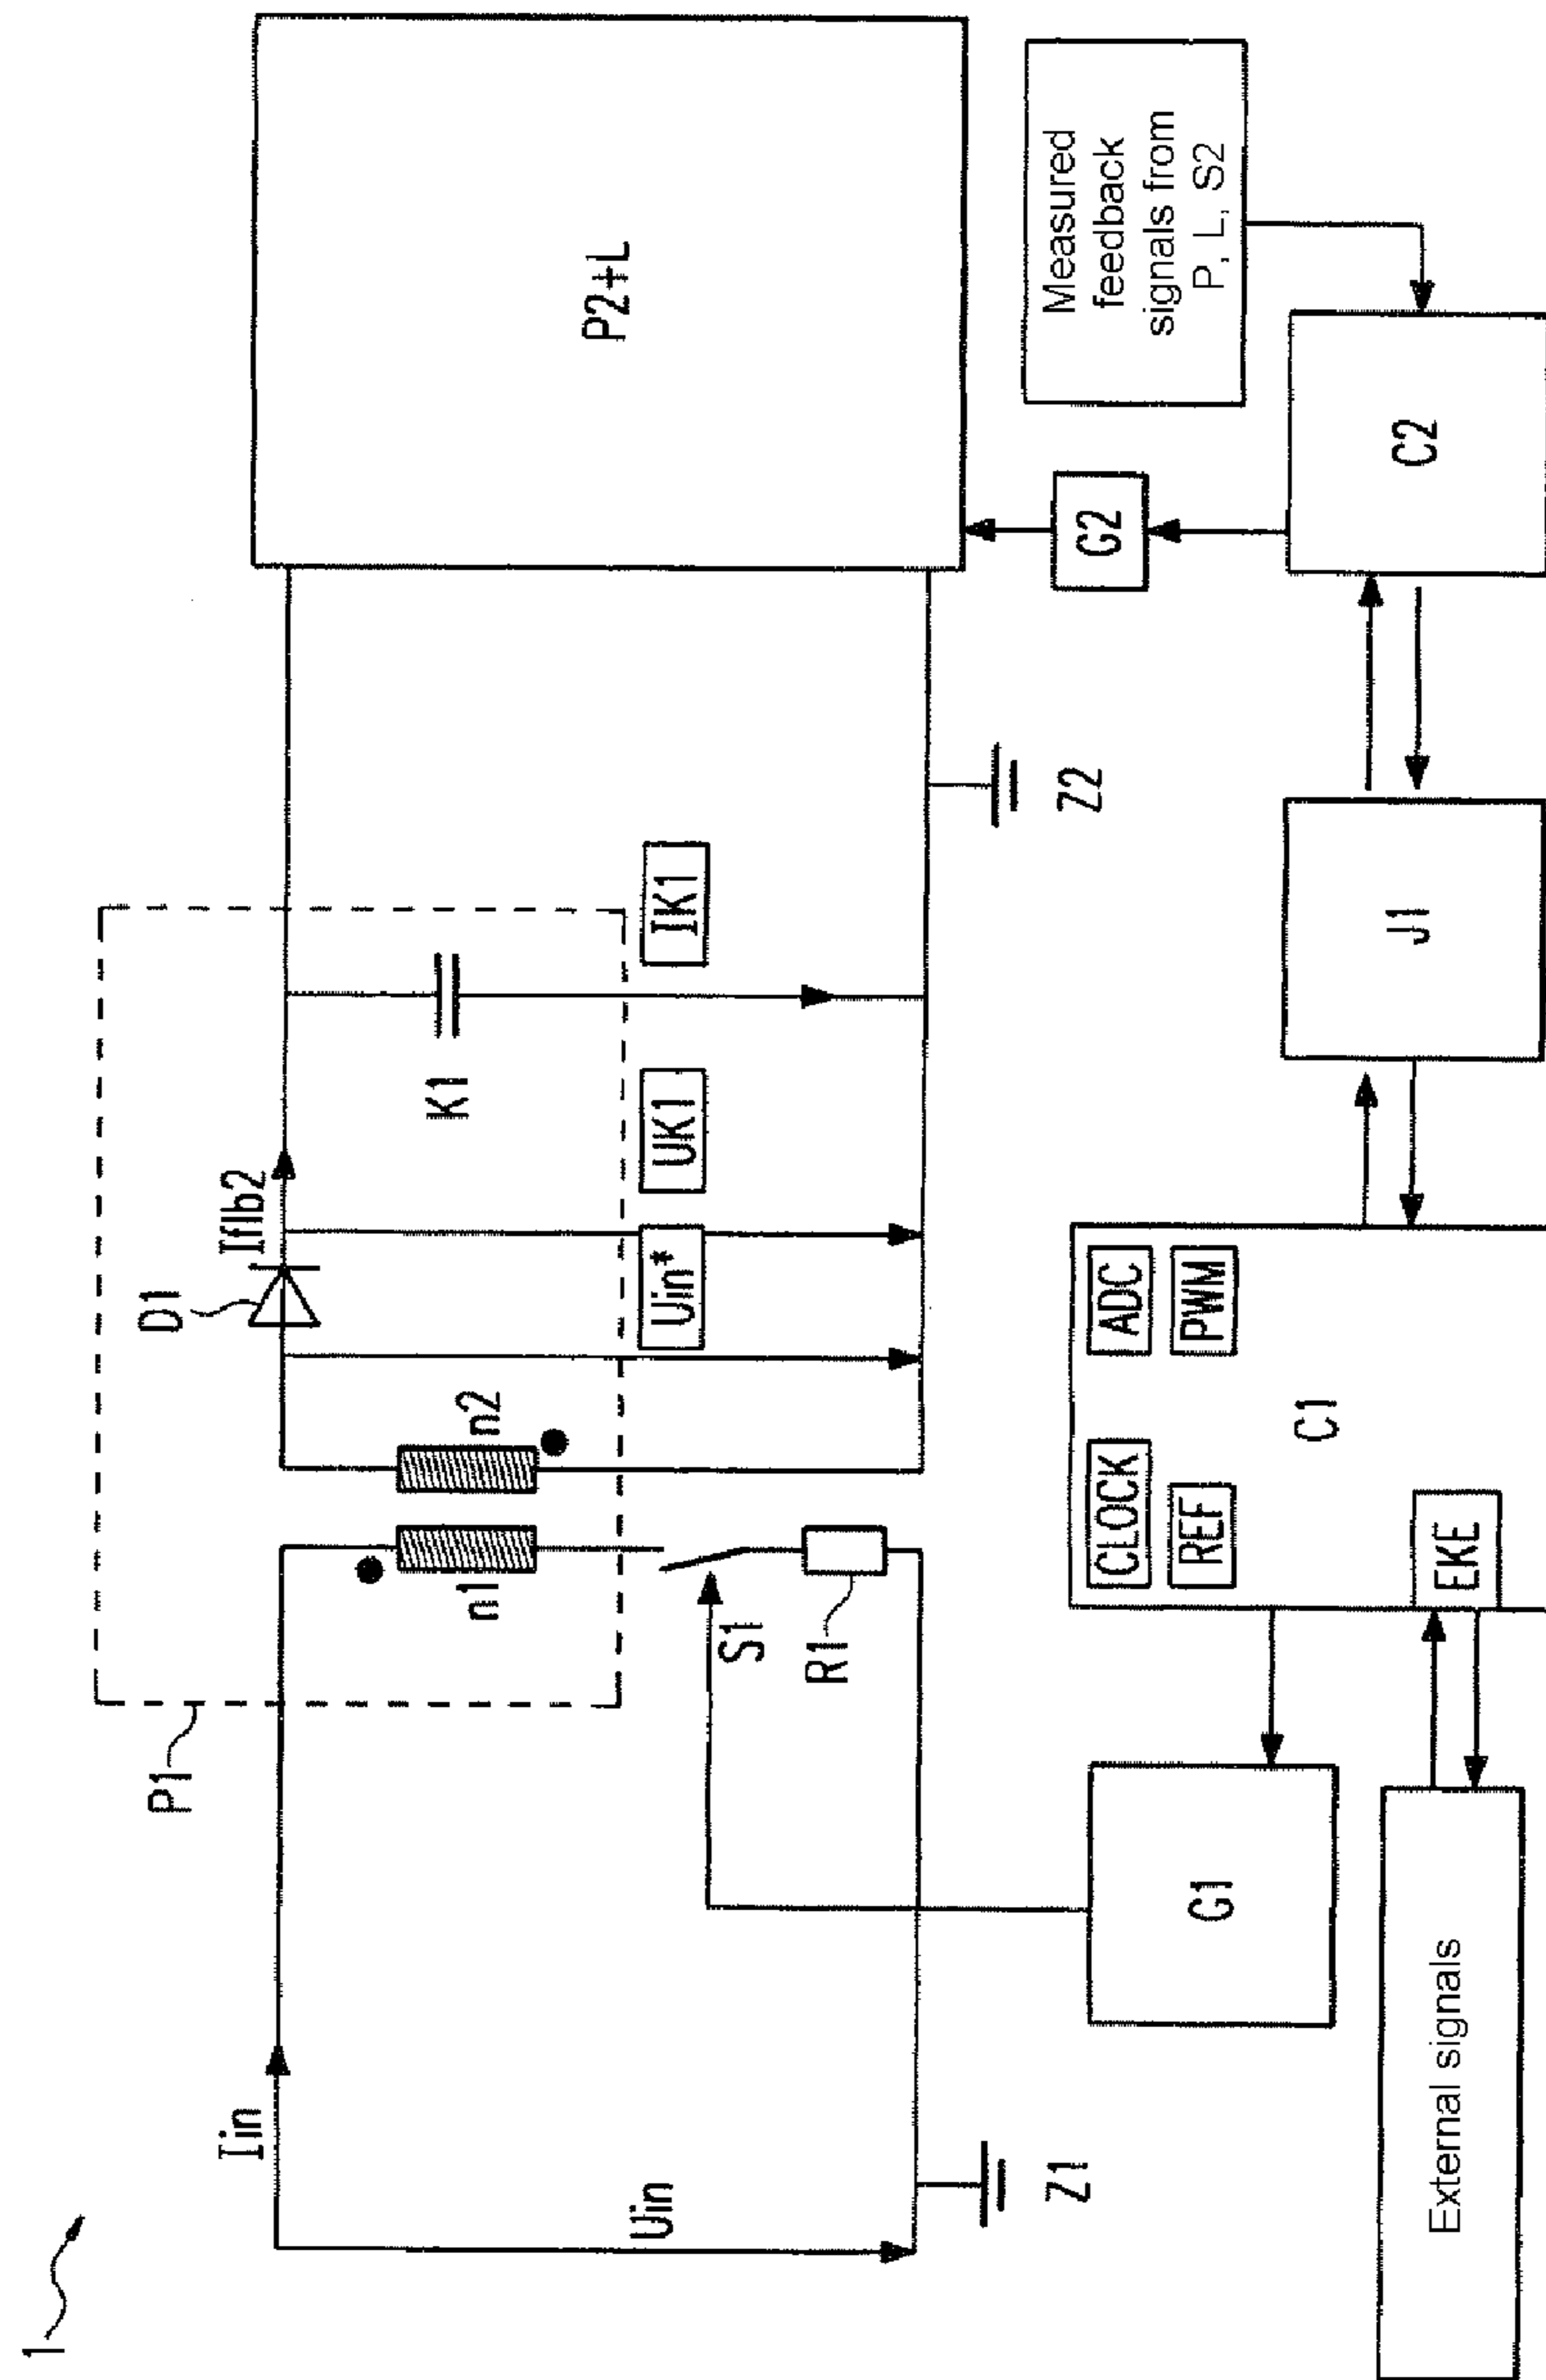 1
Iin
Uin
Z1
P1
n1
n2
S1
R1
D1
Iflb2
K1
Uin*
UK1
IK1
Z2
P2+L
G2
Measured
feedback
signals from
P, L, S2
C2
J1
CLOCK
ADC
REF
PWM
C1
EKE
G1
External signals